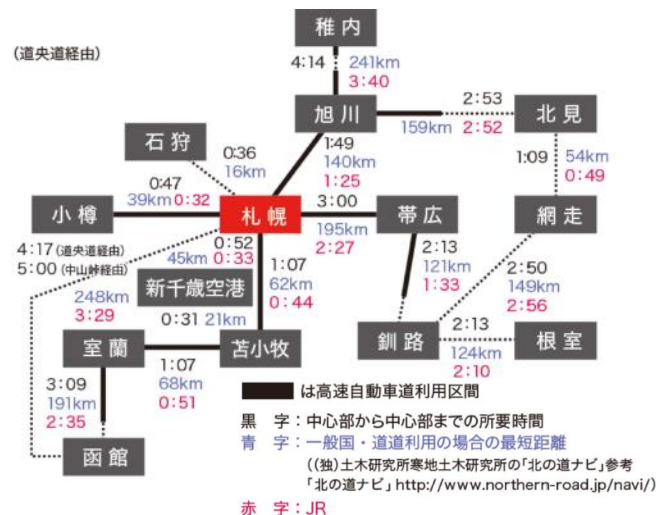 (道央道経由)
稚内
4:14
241km
3:40
旭川
2:53
159km 2:52
北見
石狩
0:36
16km
1:49
140km
1:25
1:09
54km
0:49
小樽
0:47
39km 0:32
札幌
3:00
195km
2:27
帯広
網走
4:17(道央道経由)
5:00(中山峠経由)
0:52
45km 0:33
1:07
62km
0:44
2:13
121km
1:33
2:50
149km
2:56
248km
3:29
新千歳空港
0:31 21km
室蘭
苫小牧
釧路
2:13
124km
2:10
根室
1:07
68km
0:51
3:09
191km
2:35
函館
は高速自動車道利用区間
黒 字:中心部から中心部までの所要時間
青 字:一般国・道道利用の場合の最短距離
((独)土木研究所寒地土木研究所の「北の道ナビ」参考
「北の道ナビ」http://www.northern-road.jp/navi/)
赤 字:JR